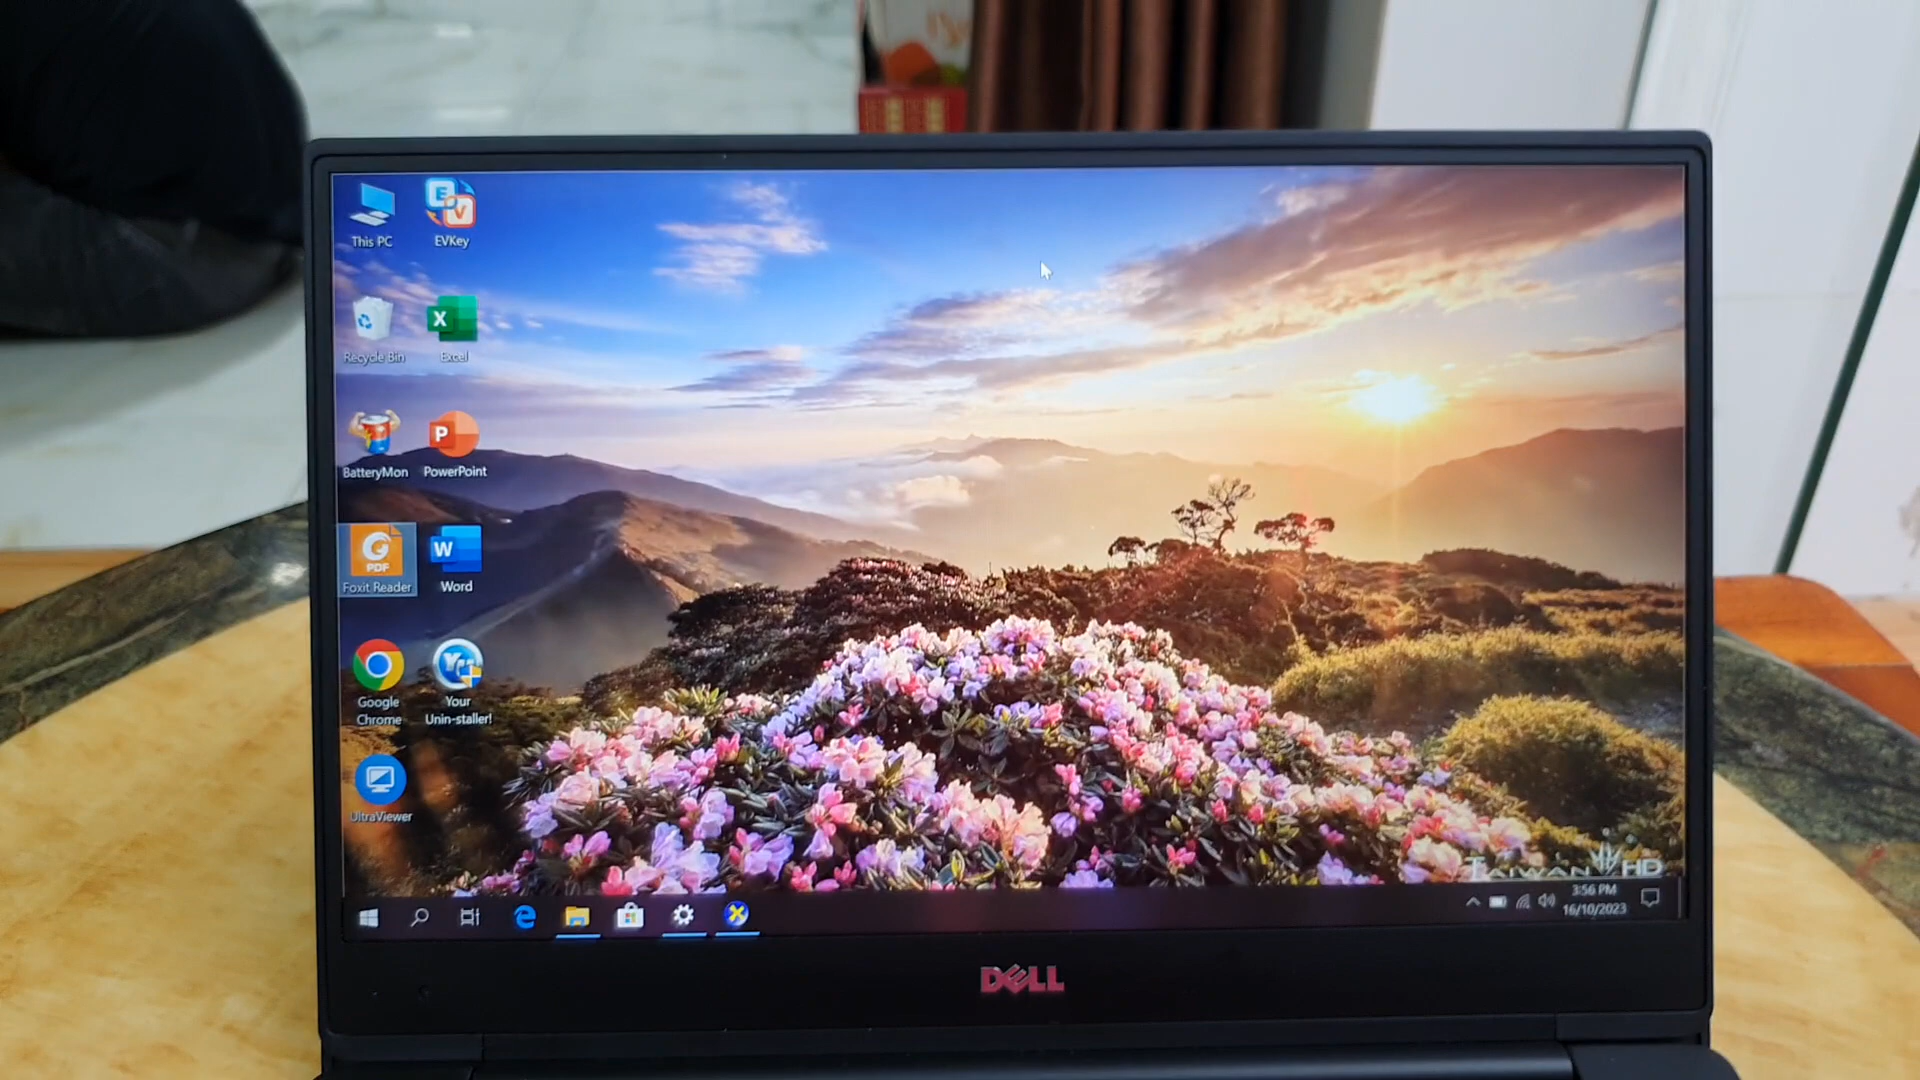 This PC
EVKey
Recycle Bin
Excel
BatteryMon
PowerPoint
PDF
Foxit Reader
Word
Google
Chrome
Your
Unin-staller!
UltraViewer
TAIWAN HD
3:56 PM
16/10/2023
DELL